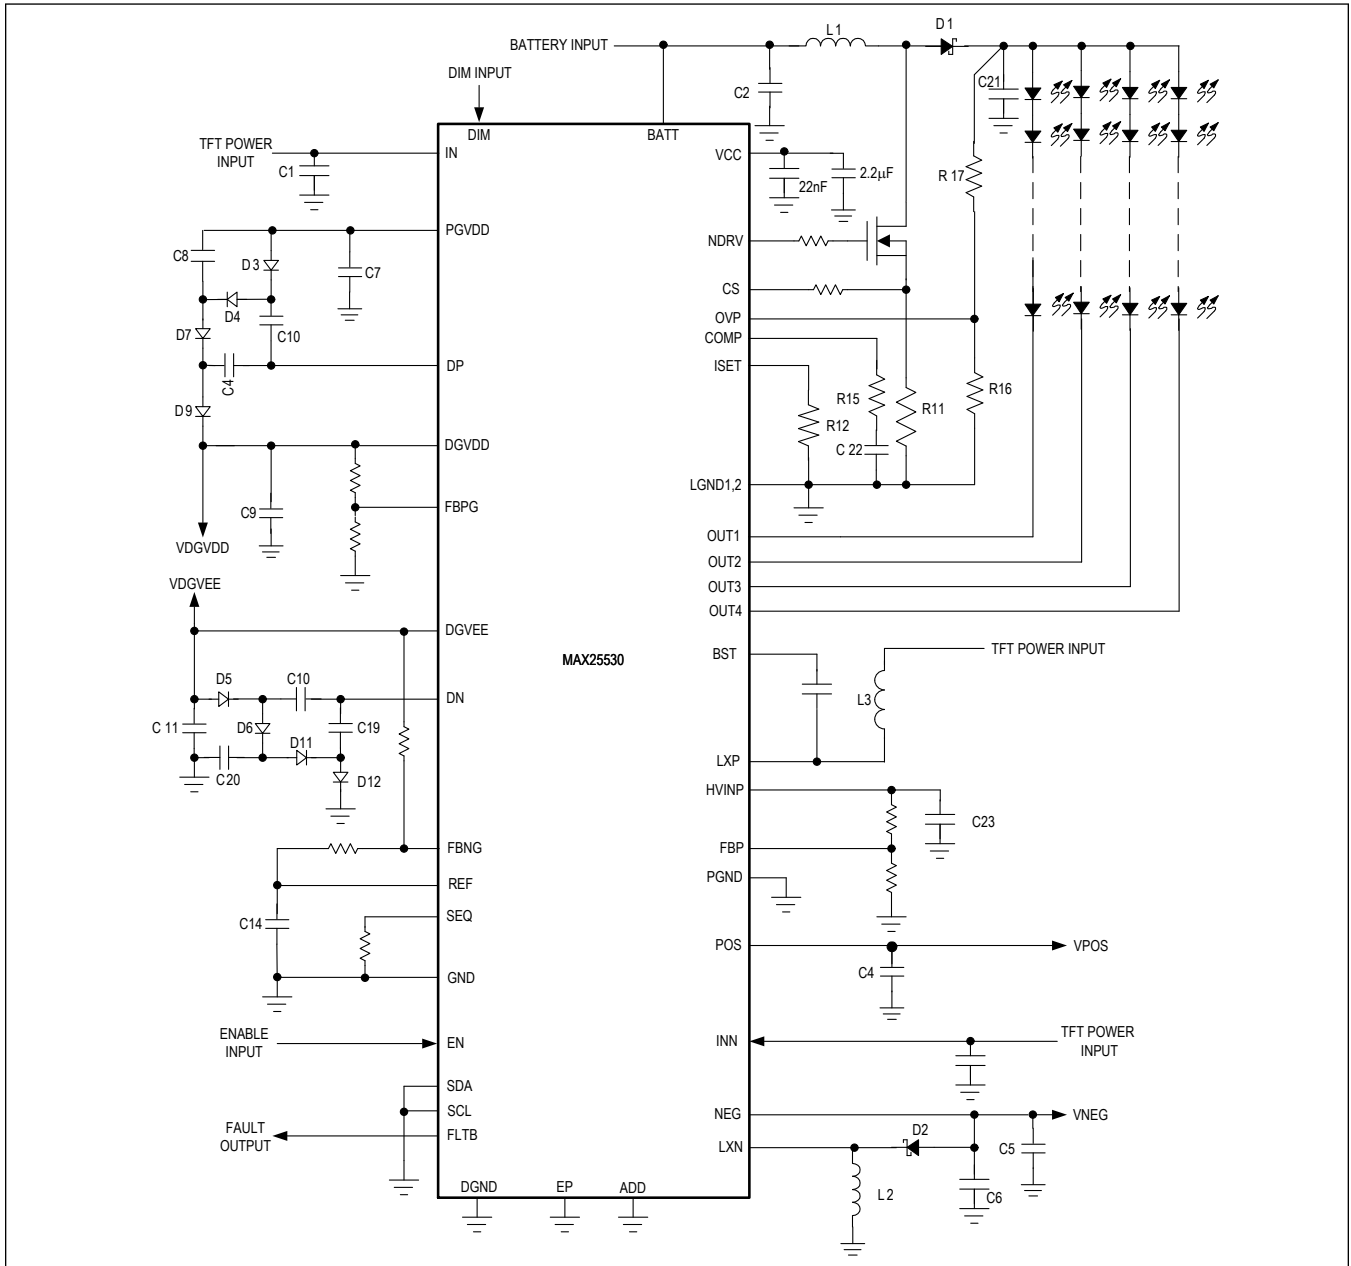 L1
D1
BATTERY INPUT
DIM INPUT
C2
C21
DIM
BATT
TFT POWER
INPUT
IN
C1
VCC
22nF
2.2µF
R 17
PGVDD
C8
D3
C7
NDRV
D4
C10
CS
D7
OVP
COMP
DP
C4
ISET
R15
R11
R16
D9
R12
C 22
DGVDD
LGND1,2
FBPG
C9
OUT1
VDGVDD
OUT2
VDGVEE
OUT3
OUT4
DGVEE
BST
TFT POWER INPUT
MAX25530
D5
C10
DN
L3
C 11
D6
C19
D11
C20
D12
LXP
HVINP
C23
FBNG
FBP
REF
PGND
C14
SEQ
POS
VPOS
C4
GND
ENABLE
INPUT
EN
INN
TFT POWER
INPUT
SDA
SCL
NEG
VNEG
FAULT
OUTPUT
FLTB
LXN
D2
C5
DGND
EP
ADD
L2
C6